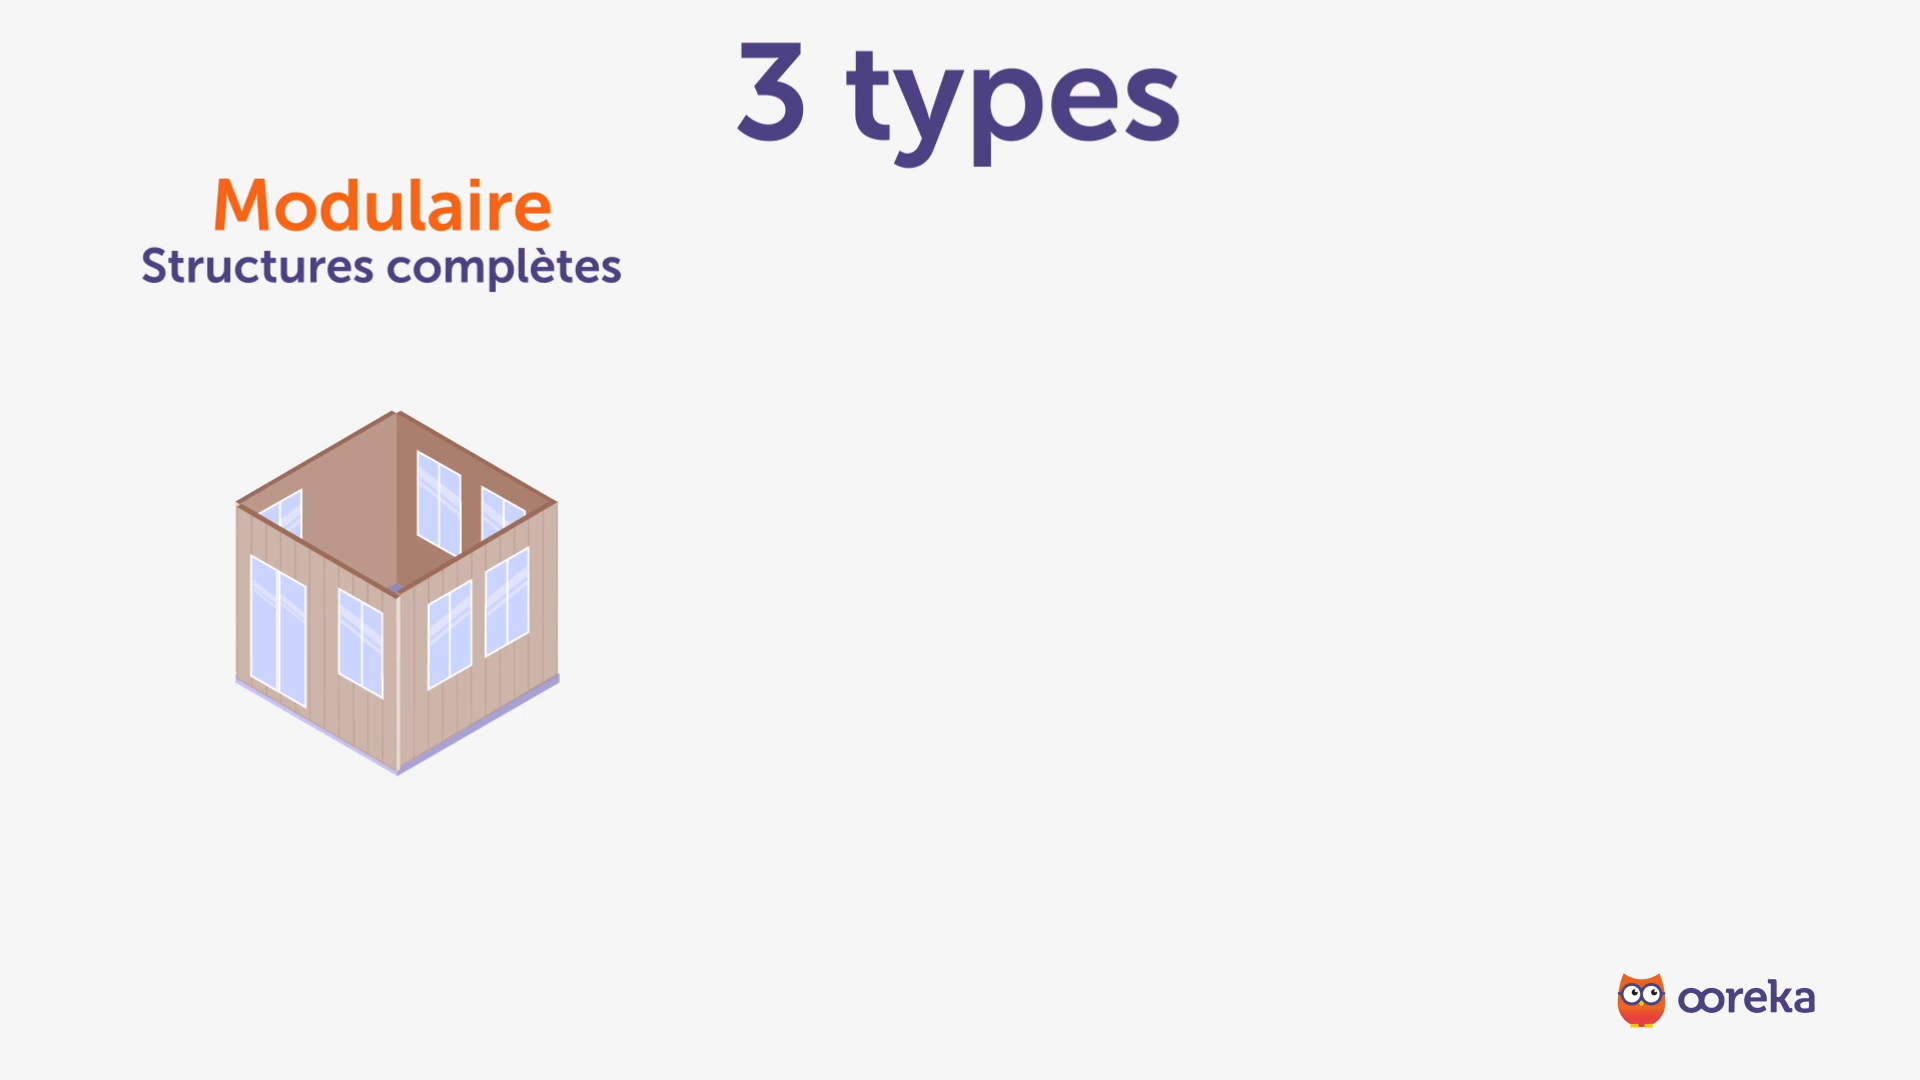 3 types
Modulaire
Structures complètes
ooreka